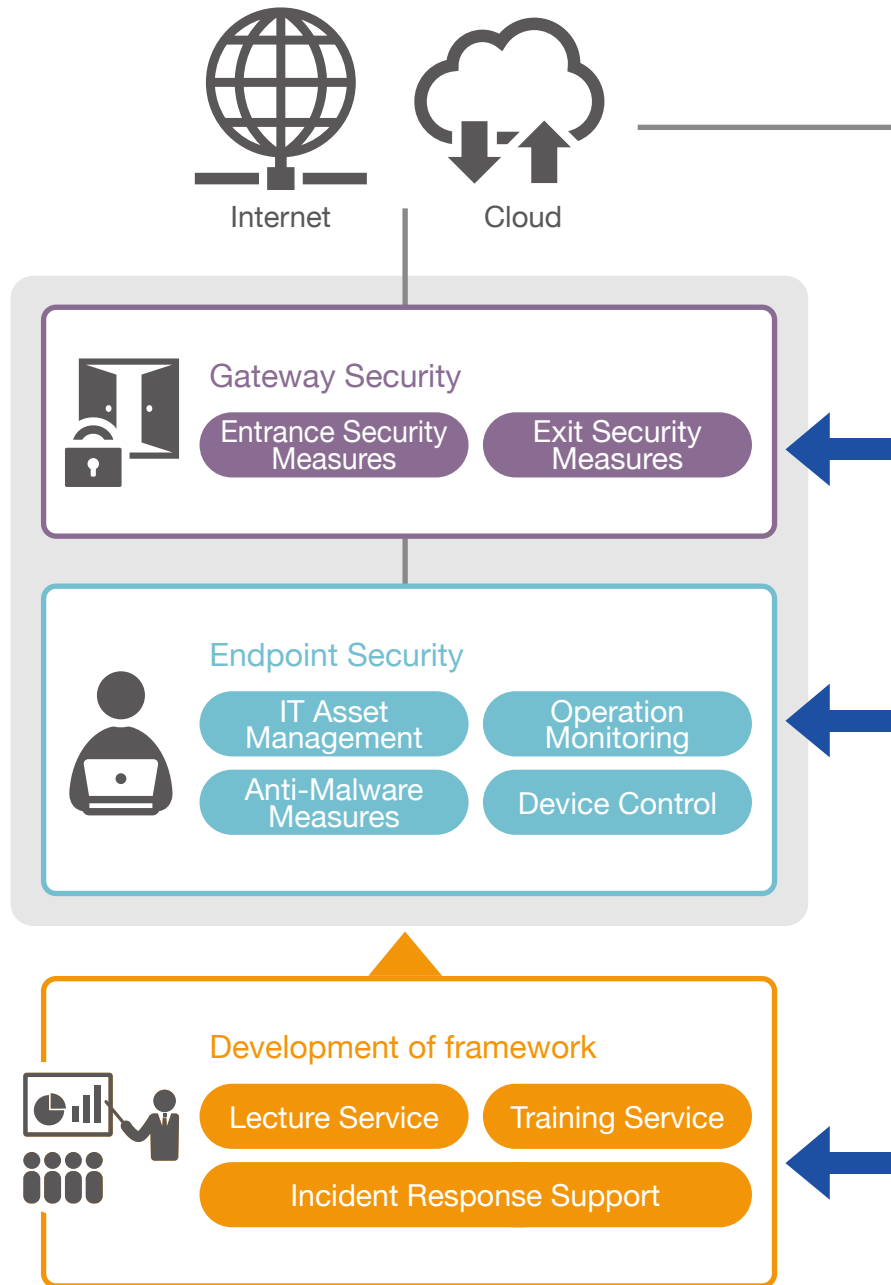 Internet
Cloud
Gateway Security
Entrance Security
Measures
Exit Security
Measures
Endpoint Security
IT Asset
Management
Operation
Monitoring
Anti-Malware
Measures
Device Control
Development of framework
Lecture Service
Training Service
Incident Response Support